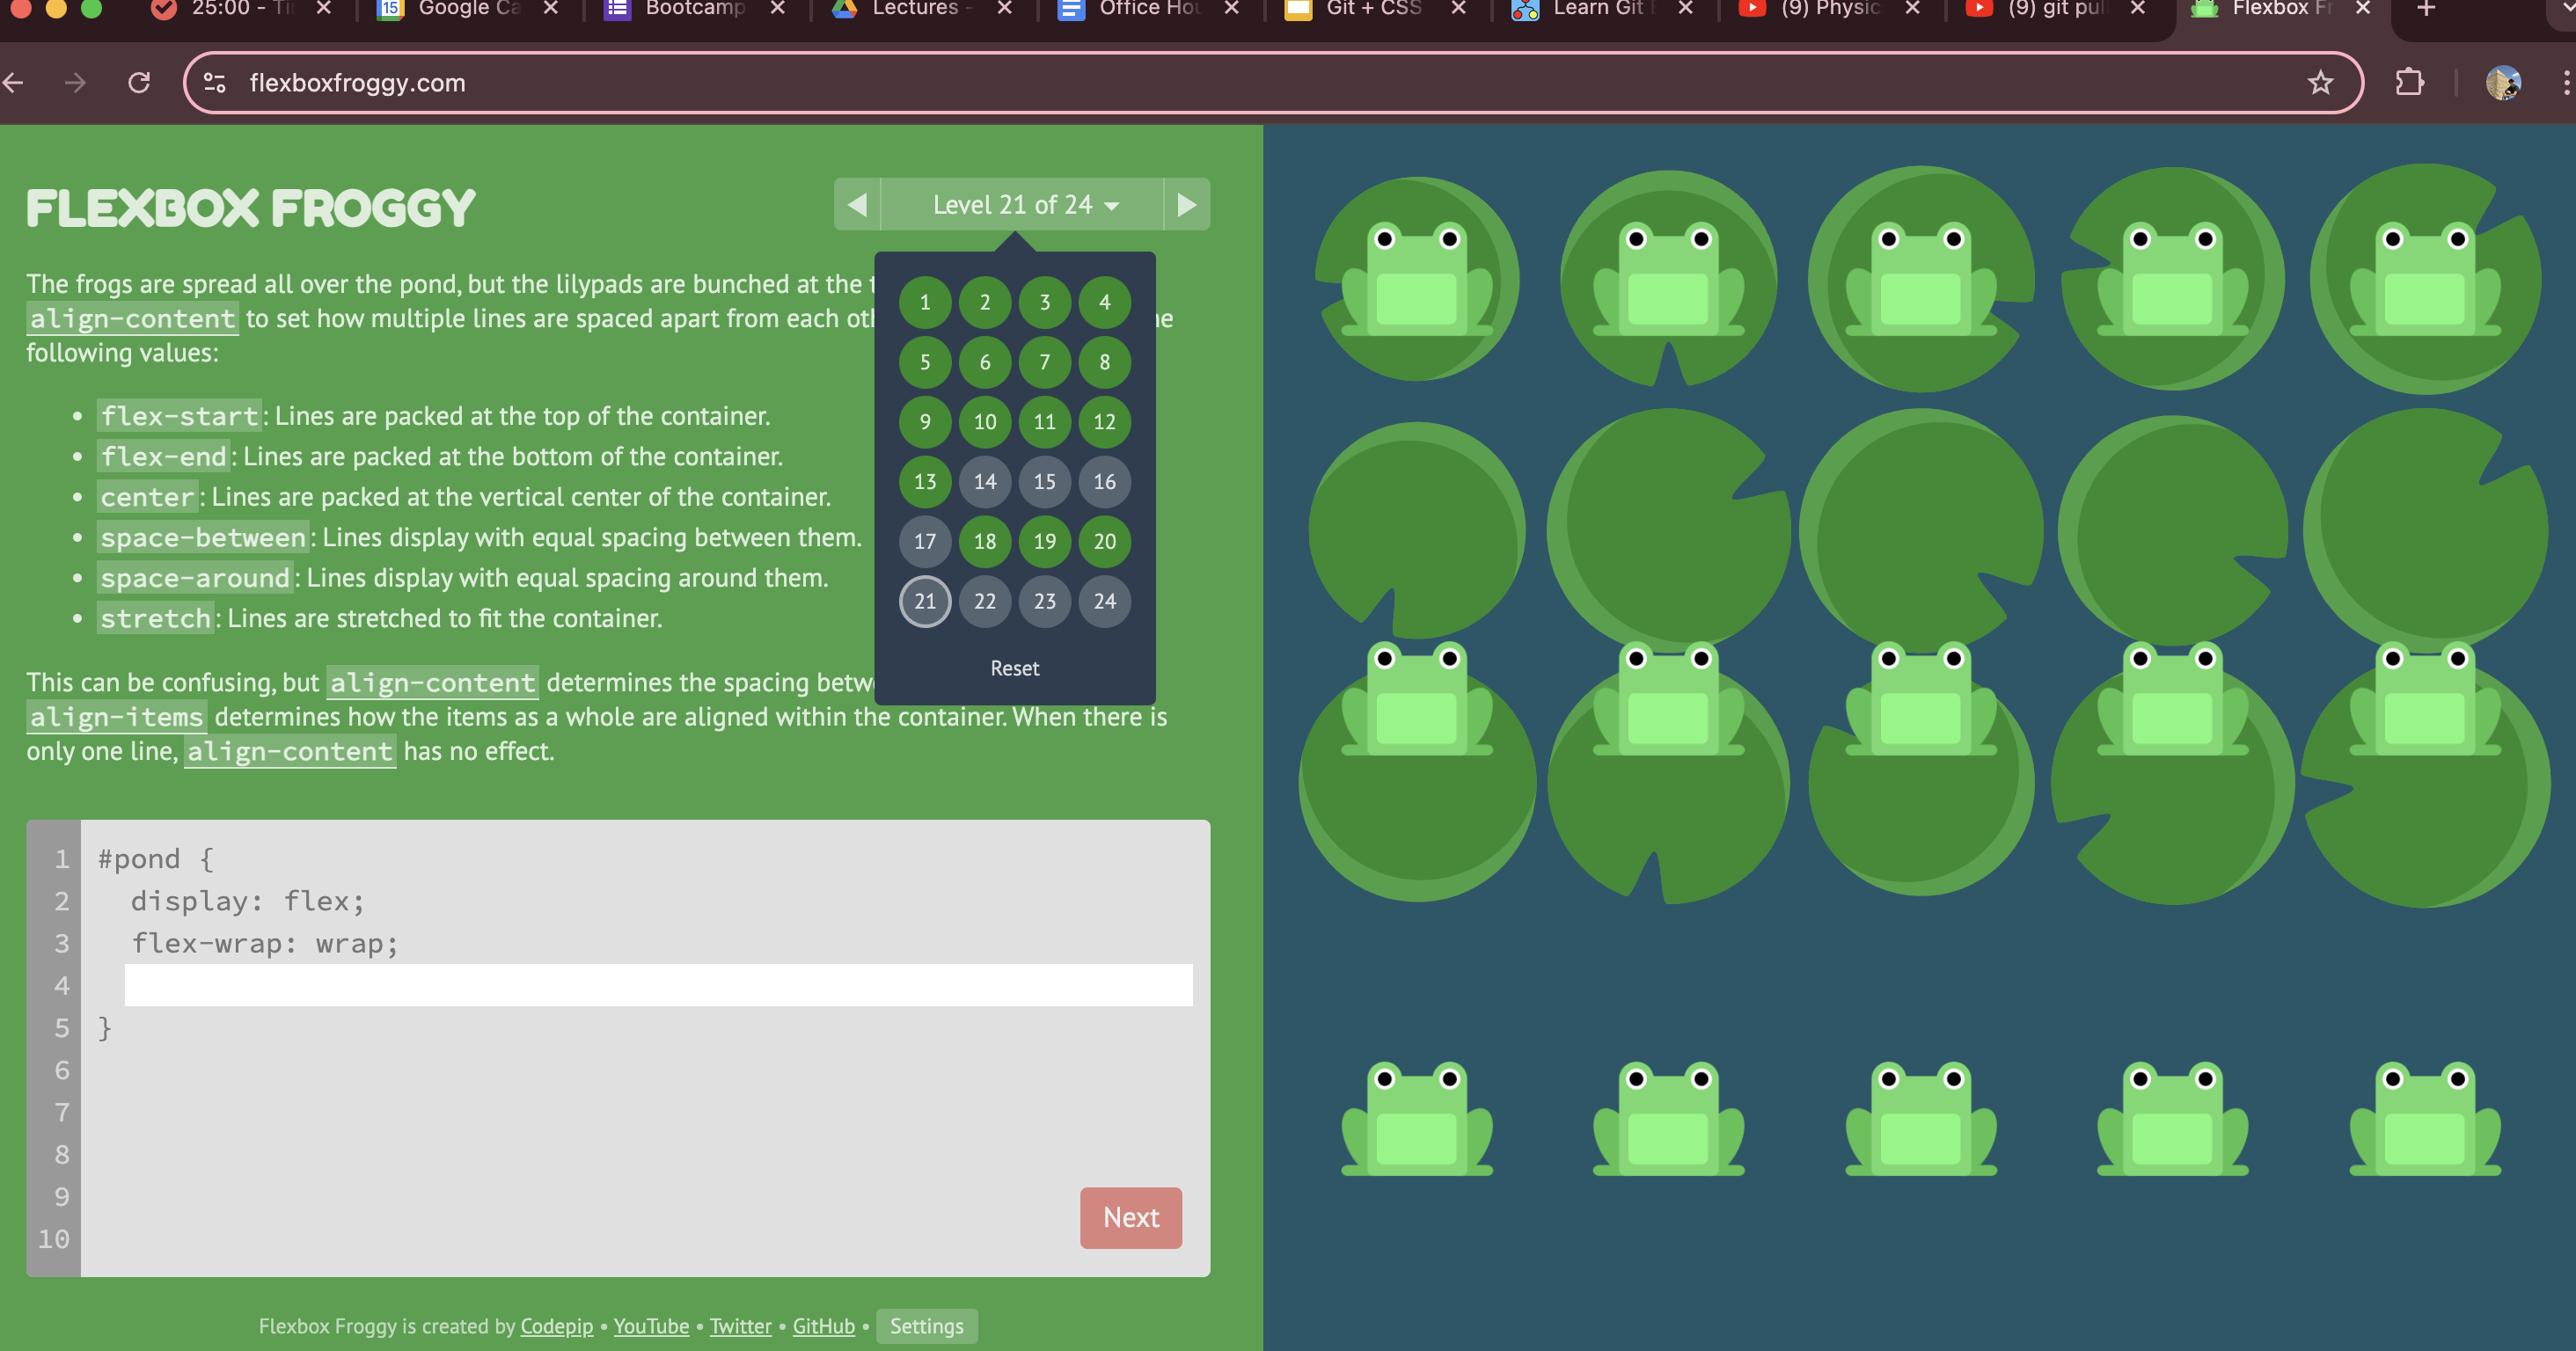 25:00 - Ti
Google Ca
Bootcamp
Lectures -
Office Hou
Git + CSS
Learn Git
(9) Physic
(9) git pul
Flexbox Fr
flexboxfroggy.com
FLEXBOX FROGGY
Level 21 of 24
The frogs are spread all over the pond, but the lilypads are bunched at the
align-content to set how multiple lines are spaced apart from each
following values:
flex-start: Lines are packed at the top of the container.
flex-end: Lines are packed at the bottom of the container.
center: Lines are packed at the vertical center of the container.
space-between: Lines display with equal spacing between them.
space-around: Lines display with equal spacing around them.
stretch: Lines are stretched to fit the container.
This can be confusing, but align-content determines the spacing
align-items determines how the items as a whole are aligned within the container. When there is
only one line, align-content has no effect.
1 2 3 4
5 6 7 8
9 10 11 12
13 14 15 16
17 18 19 20
21 22 23 24
Reset
1 #pond {
2 display: flex;
3 flex-wrap: wrap;
4
5 }
6
7
8
9
10
Next
Flexbox Froggy is created by Codepip • YouTube • Twitter • GitHub • Settings